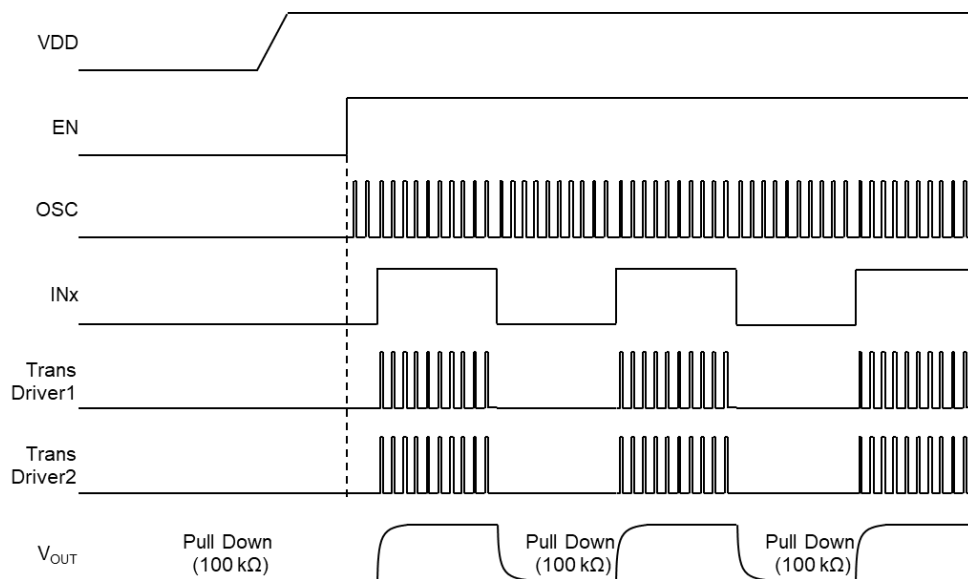 VDD
EN
OSC
INx
Trans
Driver1
Trans
Driver2
VOUT
Pull Down
(100 kΩ)
Pull Down
(100 kΩ)
Pull Down
(100 kΩ)